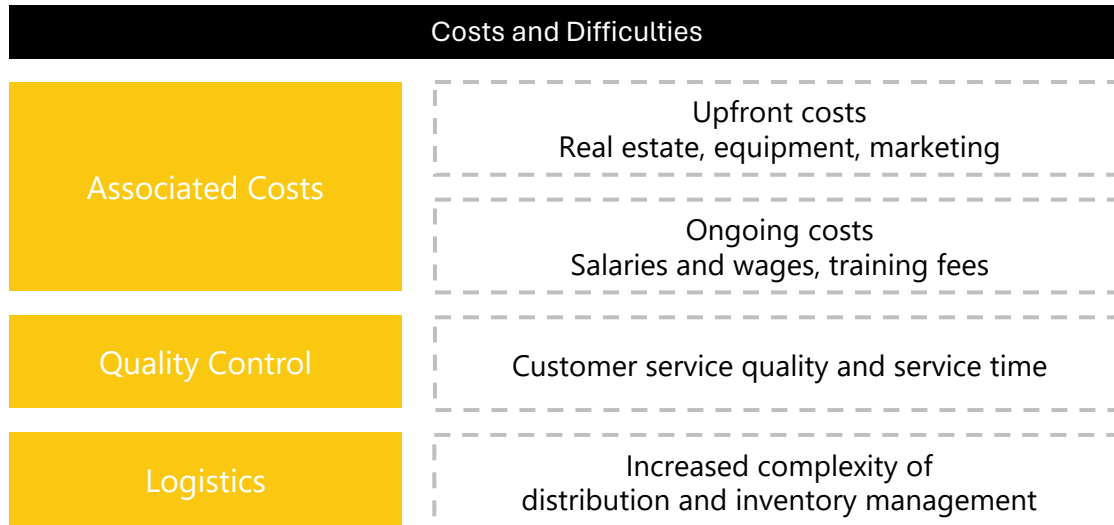 Costs and Difficulties
Associated Costs
Upfront costs
Real estate, equipment, marketing
Ongoing costs
Salaries and wages, training fees
Quality Control
Customer service quality and service time
Logistics
Increased complexity of
distribution and inventory management